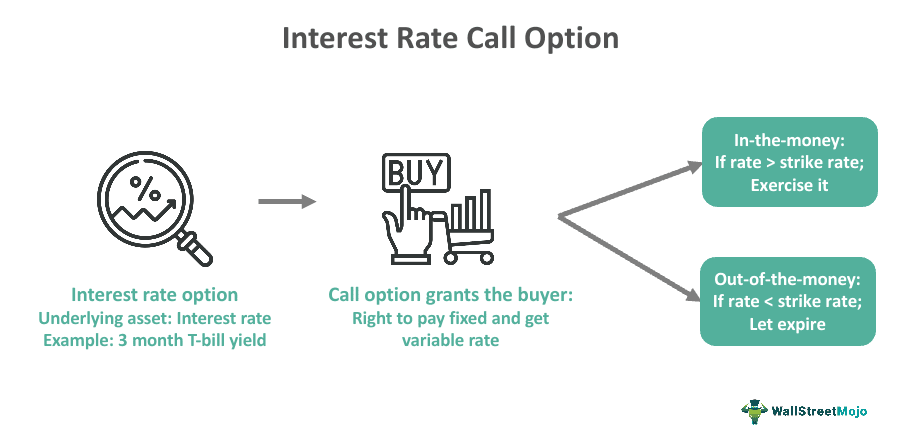 Interest Rate Call Option
%
Interest rate option
Underlying asset: Interest rate
Example: 3 month T-bill yield
BUY
Call option grants the buyer:
Right to pay fixed and get
variable rate
In-the-money:
If rate > strike rate;
Exercise it
Out-of-the-money:
If rate < strike rate;
Let expire
WallStreetMojo